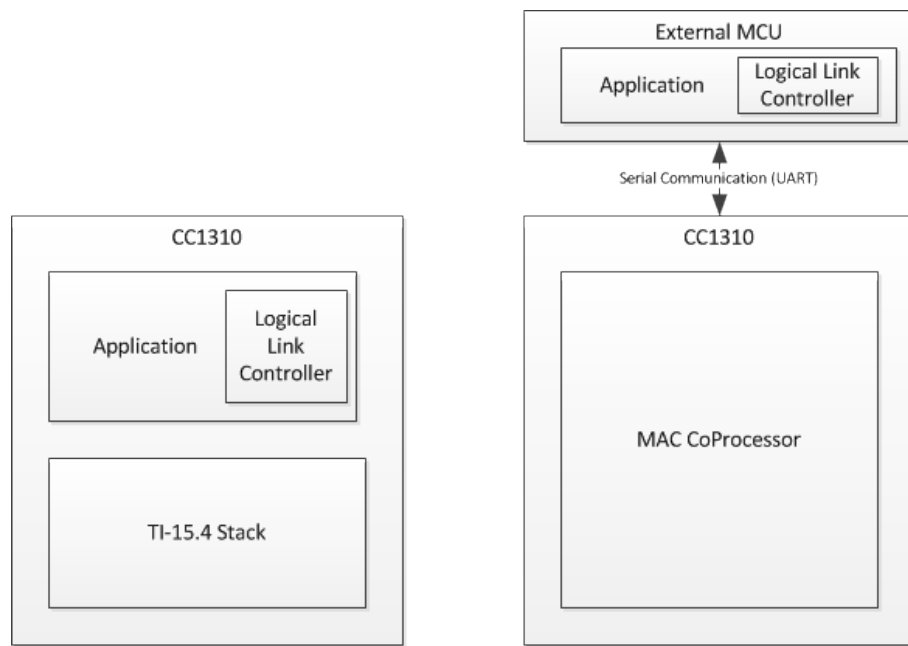 External MCU
Application
Logical Link
Controller
Serial Communication (UART)
CC1310
Application
Logical
Link
Controller
TI-15.4 Stack
CC1310
MAC CoProcessor